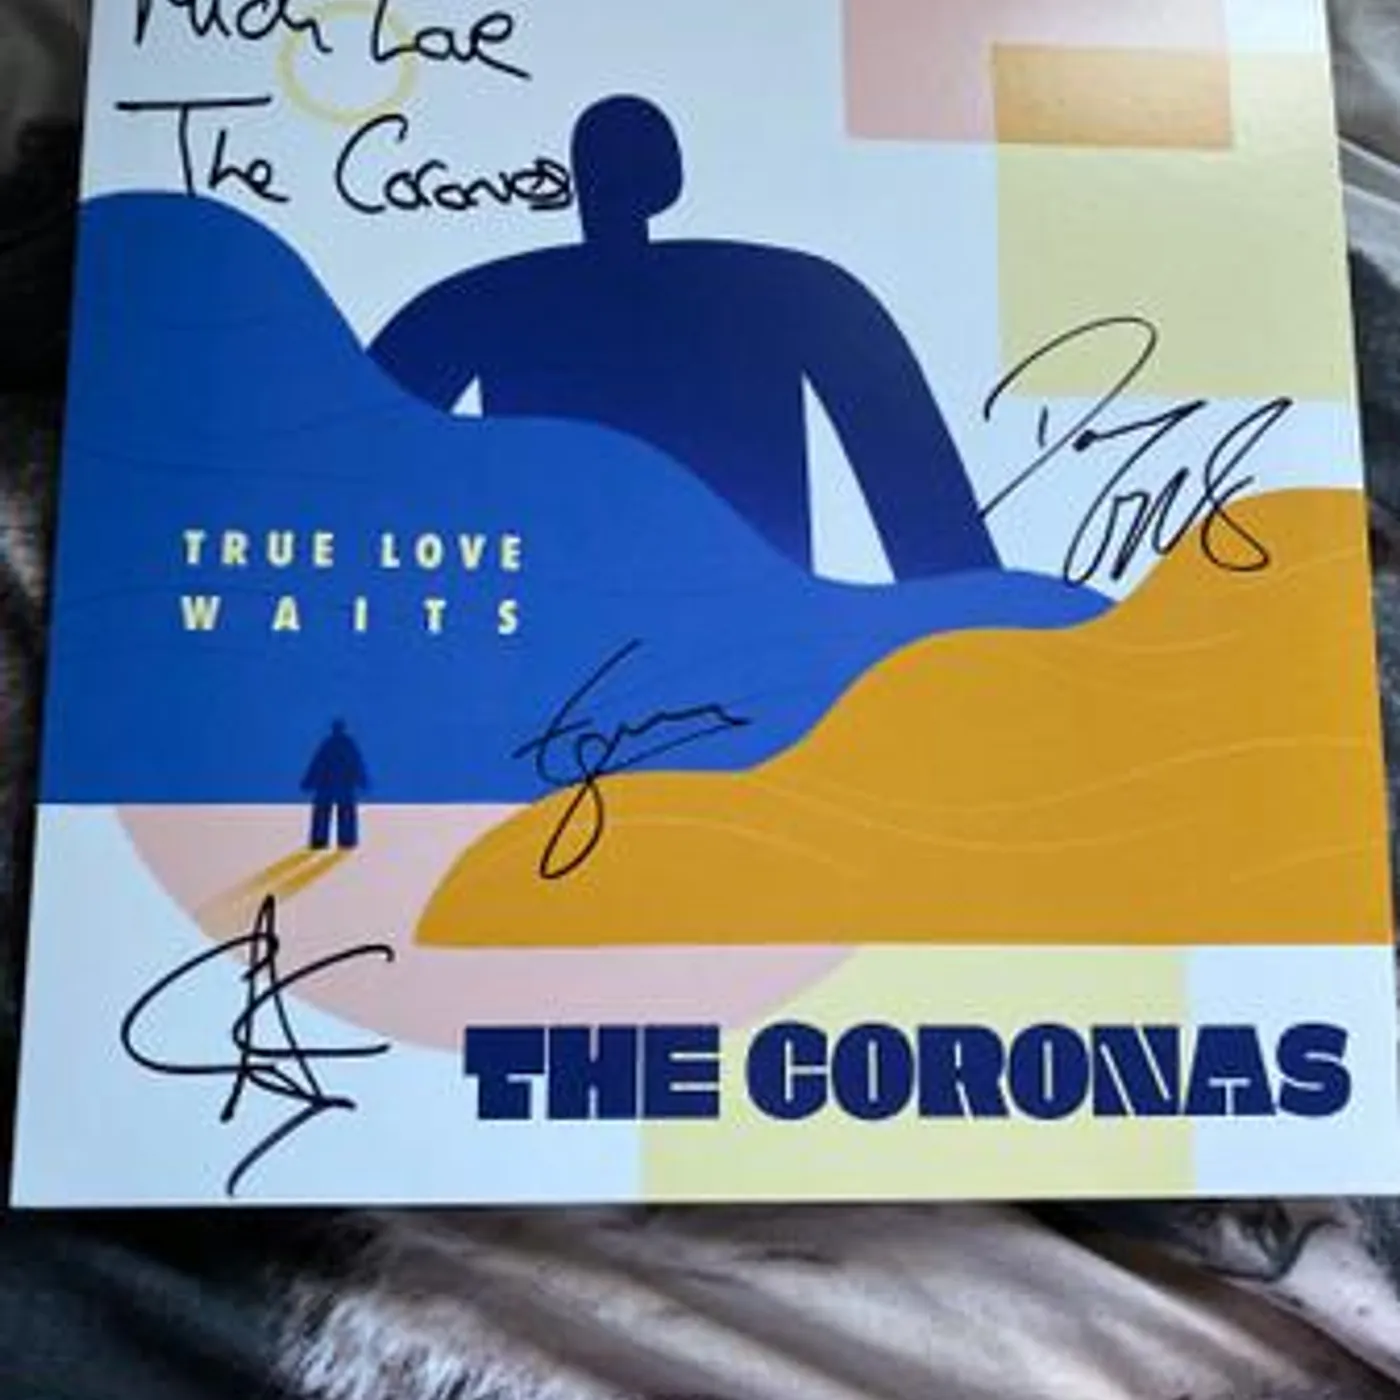 Much Love
The Coronas
TRUE LOVE
WAITS
THE CORONAS